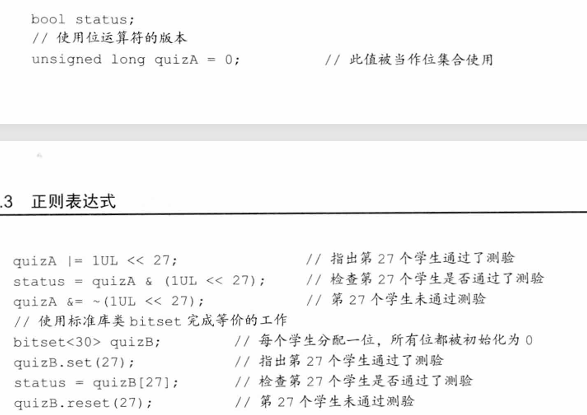 bool status;
// 使用位运算符的版本
unsigned long quizA = 0; // 此值被当作位集合使用
.3 正则表达式
quizA |= 1UL << 27; // 指出第 27 个学生通过了测验
status = quizA & (1UL << 27); // 检查第 27 个学生是否通过了测验
quizA &= ~(1UL << 27); // 第 27 个学生未通过测验
// 使用标准库类 bitset 完成等价的工作
bitset<30> quizB; // 每个学生分配一位，所有位都被初始化为 0
quizB.set(27); // 指出第 27 个学生通过了测验
status = quizB[27]; // 检查第 27 个学生是否通过了测验
quizB.reset(27); // 第 27 个学生未通过测验